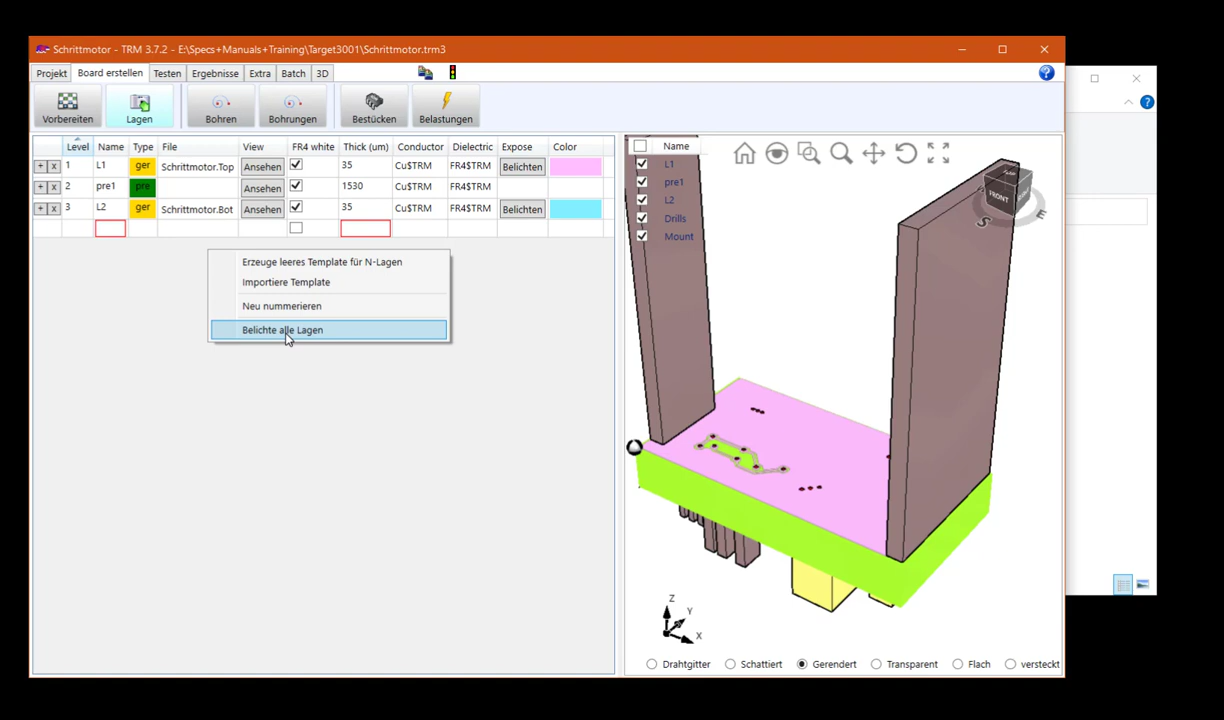 Schrittmotor - TRM 3.7.2 - E:\Specs+Manuals+Training\Target3001\Schrittmotor.trm3
Projekt Board erstellen Testen Ergebnisse Extra Batch 3D
Vorbereiten Lagen Bohren Bohrungen Bestücken Belastungen
Level Name Type File View FR4 white Thick (um) Conductor Dielectric Expose Color
+ x 1 L1 ger Schrittmotor.Top Ansehen 35 Cu$TRM FR4$TRM Belichten
+ x 2 pre1 pre Ansehen 1530 Cu$TRM FR4$TRM
+ x 3 L2 ger Schrittmotor.Bot Ansehen 35 Cu$TRM FR4$TRM Belichten
Erzeuge leeres Template für N-Lagen
Importiere Template
Neu nummerieren
Belichte alle Lagen
Name
L1
pre1
L2
Drills
Mount
FRONT
S
E
Z
Y
X
Drahtgitter Schattiert Gerendert Transparent Flach versteckt